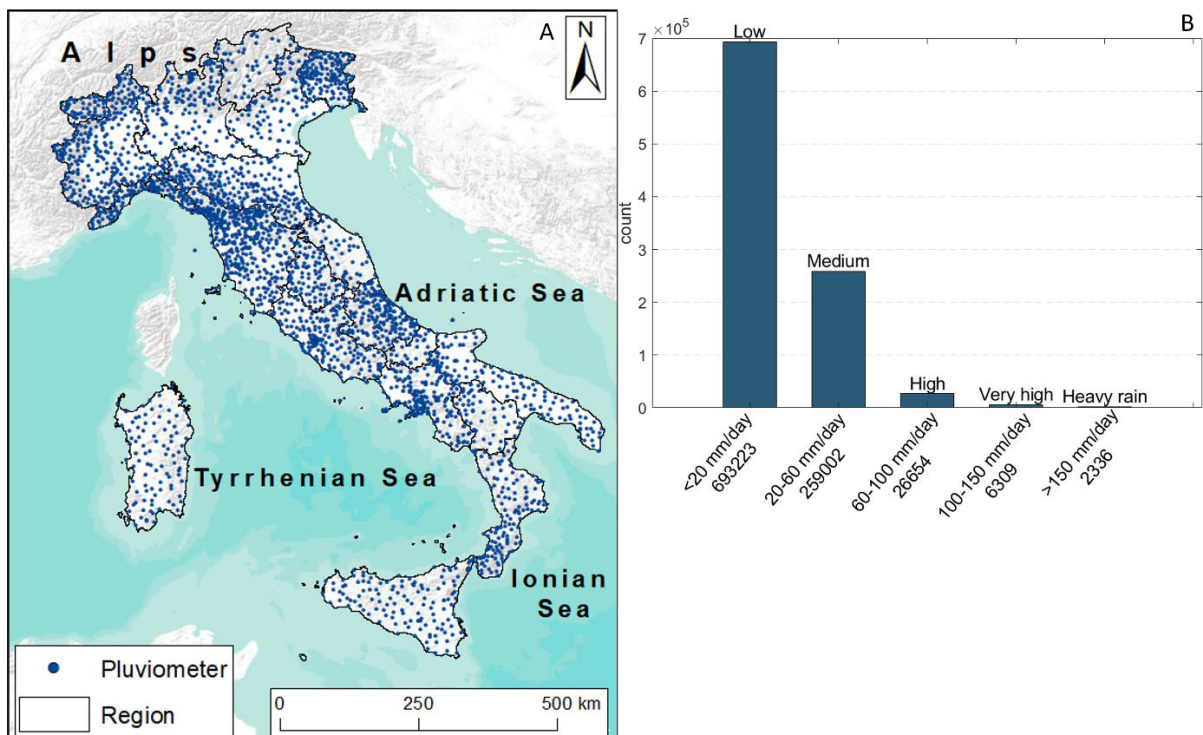 A
N
Alps
Adriatic Sea
Tyrrhenian Sea
Ionian
Sea
Pluviometer
Region
0
250
500 km
B
×10⁵
7
6
5
4
3
2
1
0
count
Low
Medium
High
Very high
Heavy rain
<20 mm/day
693223
20-60 mm/day
259002
60-100 mm/day
26654
100-150 mm/day
6309
>150 mm/day
2336